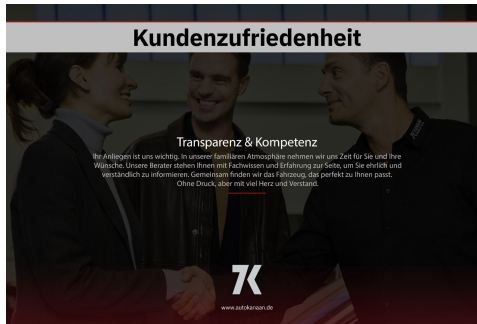 Kundenzufriedenheit
Transparenz & Kompetenz
Ihr Anliegen ist uns wichtig. In unserer familiären Atmosphäre nehmen wir uns Zeit für Sie und Ihre
Wünsche. Unsere Berater stehen Ihnen mit Fachwissen und Erfahrung zur Seite, um Sie ehrlich und
verständlich zu informieren. Gemeinsam finden wir das Fahrzeug, das perfekt zu Ihnen passt.
Ohne Druck, aber mit viel Herz und Verstand.
www.autokanaan.de